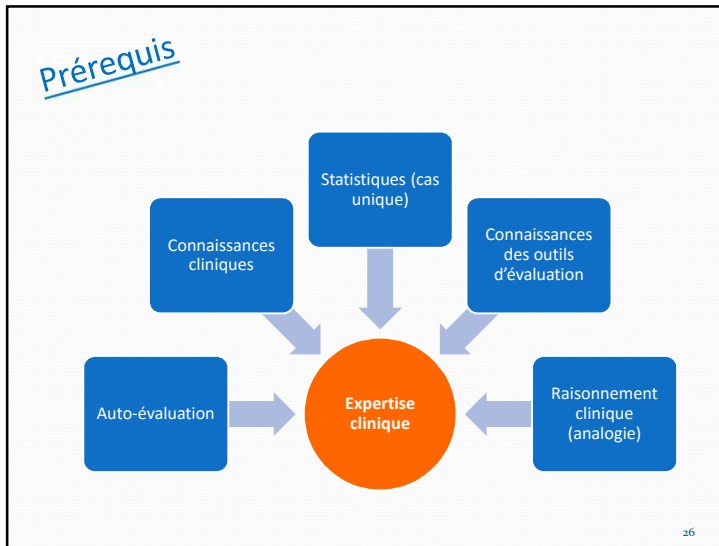 Prérequis
Statistiques (cas
unique)
Connaissances
cliniques
Connaissances
des outils
d’évaluation
Auto-évaluation
Expertise
clinique
Raisonnement
clinique
(analogie)
26